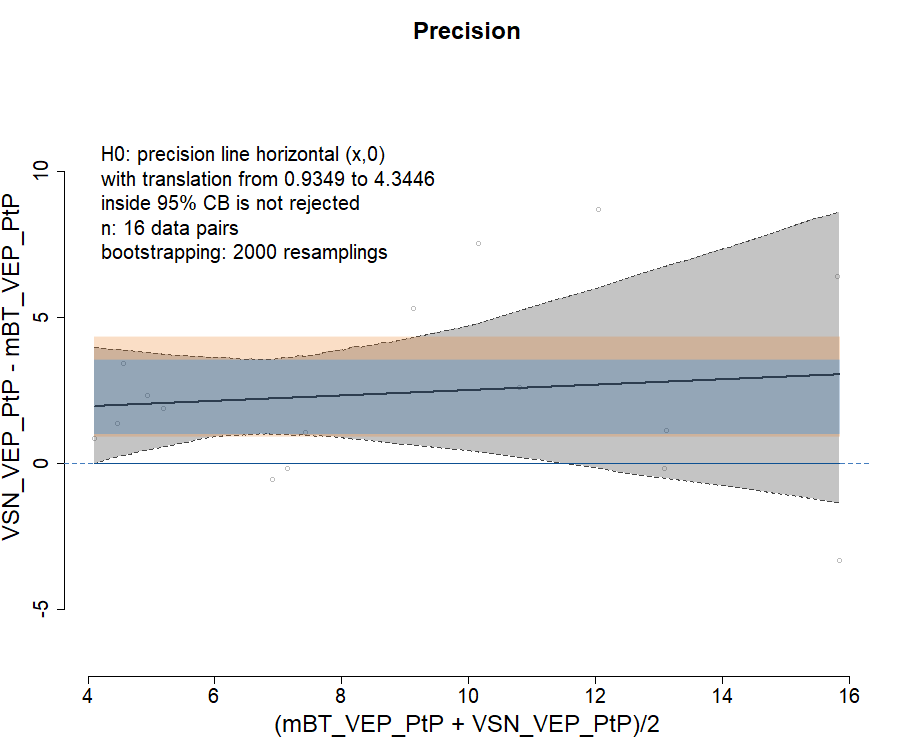 Precision
H0: precision line horizontal (x,0)
with translation from 0.9349 to 4.3446
inside 95% CB is not rejected
n: 16 data pairs
bootstrapping: 2000 resamplings
VSN_VEP_PtP - mBT_VEP_PtP
10
5
0
-5
4 6 8 10 12 14 16
(mBT_VEP_PtP + VSN_VEP_PtP)/2